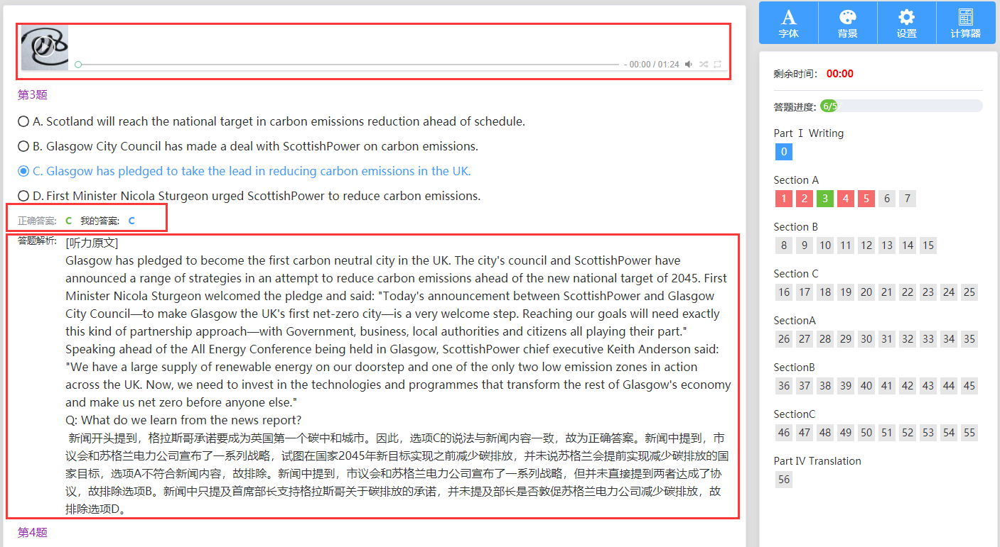 - 00:00 / 01:24
第3题
A. Scotland will reach the national target in carbon emissions reduction ahead of schedule.
B. Glasgow City Council has made a deal with ScottishPower on carbon emissions.
C. Glasgow has pledged to take the lead in reducing carbon emissions in the UK.
D. First Minister Nicola Sturgeon urged ScottishPower to reduce carbon emissions.
正确答案: C 我的答案: C
答题解析: [听力原文]
Glasgow has pledged to become the first carbon neutral city in the UK. The city's council and ScottishPower have
announced a range of strategies in an attempt to reduce carbon emissions ahead of the new national target of 2045. First
Minister Nicola Sturgeon welcomed the pledge and said: "Today's announcement between ScottishPower and Glasgow
City Council—to make Glasgow the UK's first net-zero city—is a very welcome step. Reaching our goals will need exactly
this kind of partnership approach—with Government, business, local authorities and citizens all playing their part."
Speaking ahead of the All Energy Conference being held in Glasgow, ScottishPower chief executive Keith Anderson said:
"We have a large supply of renewable energy on our doorstep and one of the only two low emission zones in action
across the UK. Now, we need to invest in the technologies and programmes that transform the rest of Glasgow's economy
and make us net zero before anyone else."
Q: What do we learn from the news report?
新闻开头提到，格拉斯哥承诺要成为英国第一个碳中和城市。因此，选项C的说法与新闻内容一致，故为正确答案。新闻中提到，市
议会和苏格兰电力公司宣布了一系列战略，试图在国家2045年新目标实现之前减少碳排放，并未说苏格兰会提前实现减少碳排放的国
家目标，选项A不符合新闻内容，故排除。新闻中提到，市议会和苏格兰电力公司宣布了一系列战略，但并未直接提到两者达成了协
议，故排除选项B。新闻中只提及首席部长支持格拉斯哥关于碳排放的承诺，并未提及部长是否敦促苏格兰电力公司减少碳排放，故
排除选项D。
第4题
字体 背景 设置 计算器
剩余时间: 00:00
答题进度: 6/57
Part Ⅰ Writing
0
Section A
1 2 3 4 5 6 7
Section B
8 9 10 11 12 13 14 15
Section C
16 17 18 19 20 21 22 23 24 25
SectionA
26 27 28 29 30 31 32 33 34 35
SectionB
36 37 38 39 40 41 42 43 44 45
SectionC
46 47 48 49 50 51 52 53 54 55
Part IV Translation
56